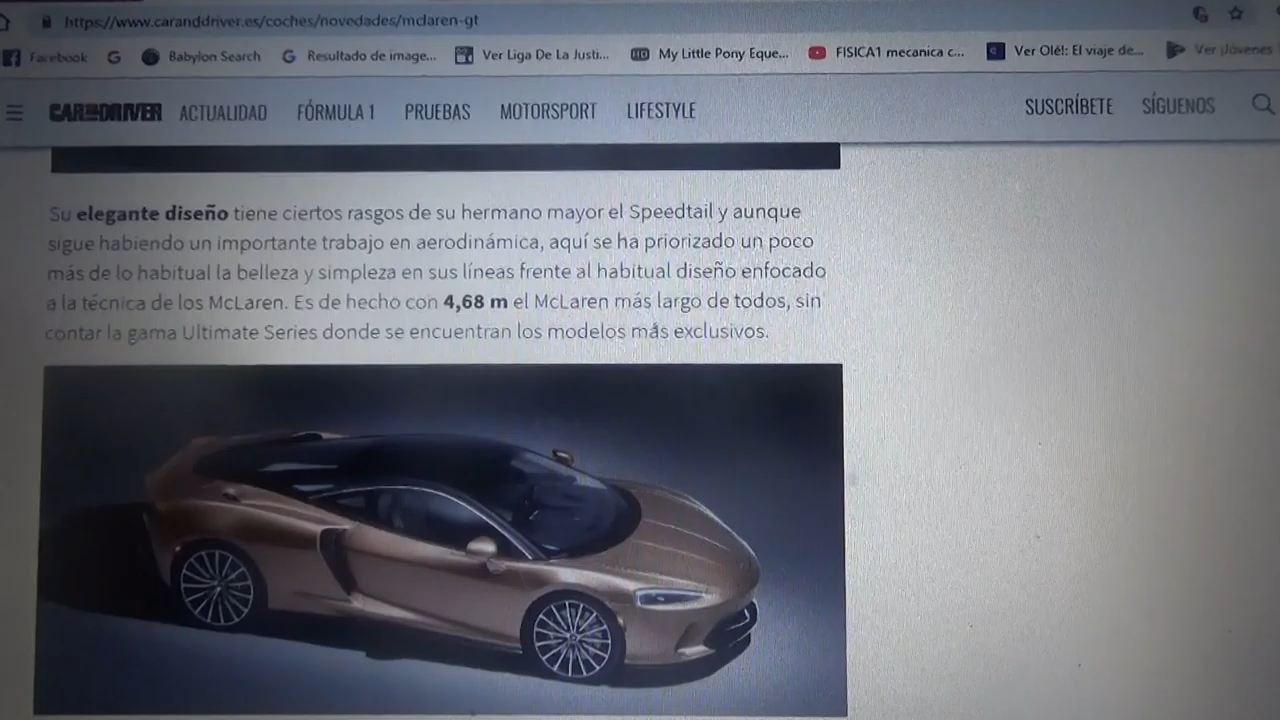 https://www.caranddriver.es/coches/novedades/mclaren-gt
Facebook Babylon Search Resultado de image... Ver Liga De La Justi... My Little Pony Eque... FISICA1 mecanica c... Ver Olé!: El viaje de... Ver ¡Jóvenes
CAR AND DRIVER ACTUALIDAD FÓRMULA 1 PRUEBAS MOTORSPORT LIFESTYLE SUSCRÍBETE SÍGUENOS
Su elegante diseño tiene ciertos rasgos de su hermano mayor el Speedtail y aunque
sigue habiendo un importante trabajo en aerodinámica, aquí se ha priorizado un poco
más de lo habitual la belleza y simpleza en sus líneas frente al habitual diseño enfocado
a la técnica de los McLaren. Es de hecho con 4,68 m el McLaren más largo de todos, sin
contar la gama Ultimate Series donde se encuentran los modelos más exclusivos.